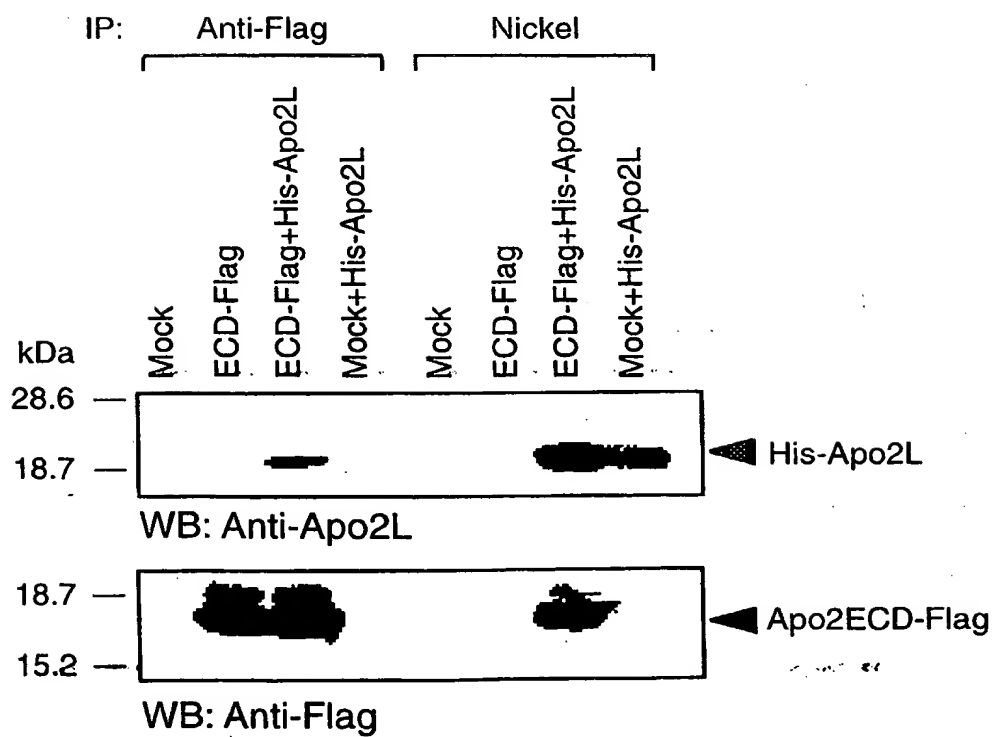 IP: Anti-Flag Nickel
Mock
ECD-Flag
ECD-Flag+His-Apo2L
Mock+His-Apo2L
Mock
ECD-Flag
ECD-Flag+His-Apo2L
Mock+His-Apo2L
kDa
28.6
18.7
His-Apo2L
WB: Anti-Apo2L
18.7
Apo2ECD-Flag
15.2
WB: Anti-Flag